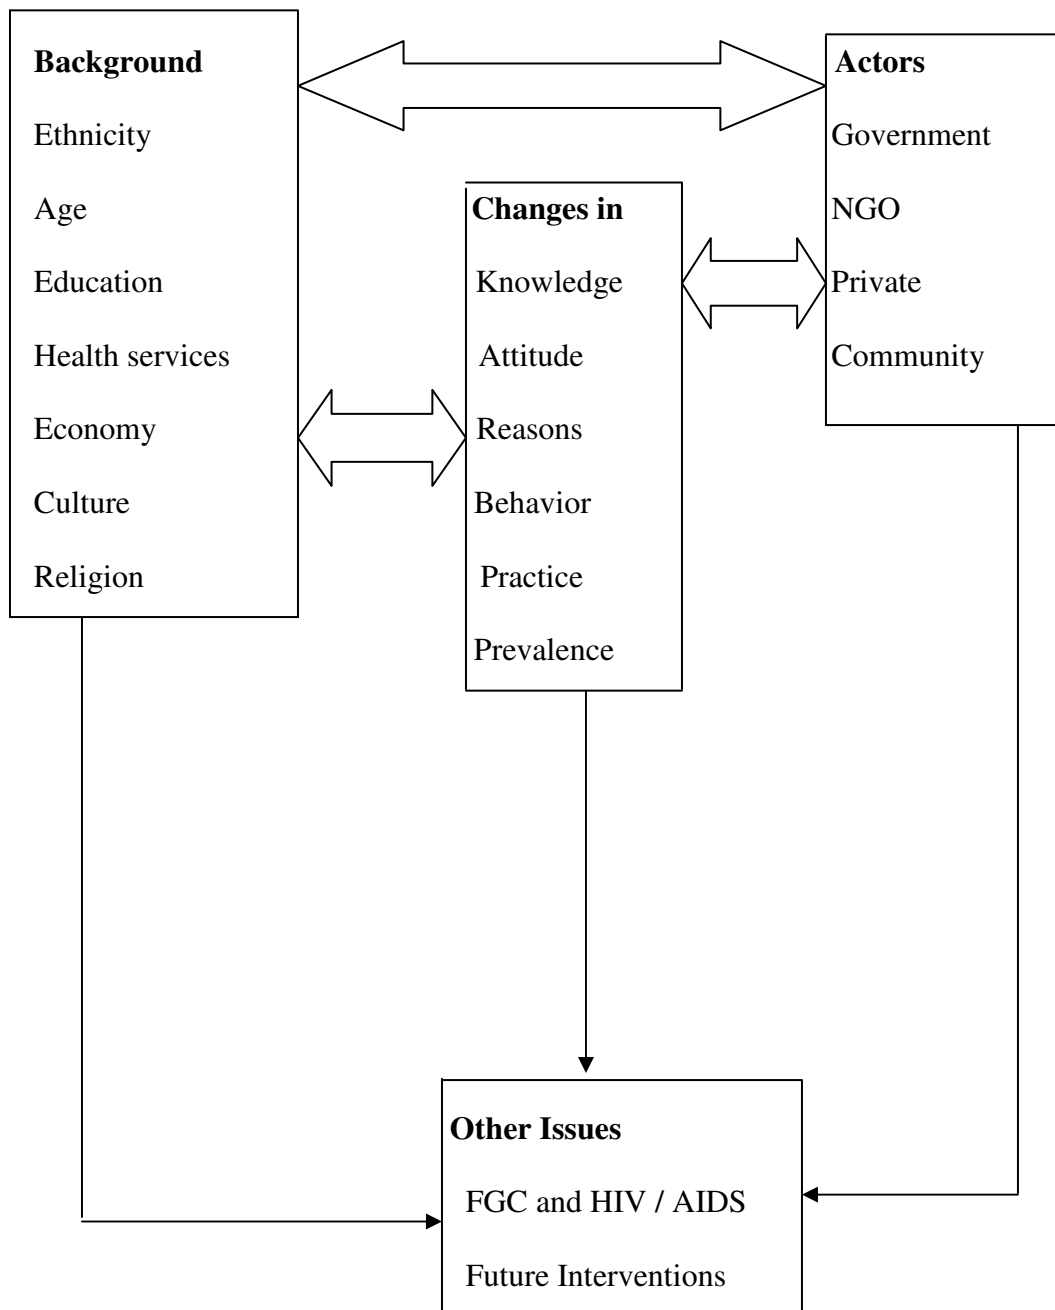 Background
Ethnicity
Age
Education
Health services
Economy
Culture
Religion
Changes in
Knowledge
Attitude
Reasons
Behavior
Practice
Prevalence
Actors
Government
NGO
Private
Community
Other Issues
FGC and HIV / AIDS
Future Interventions